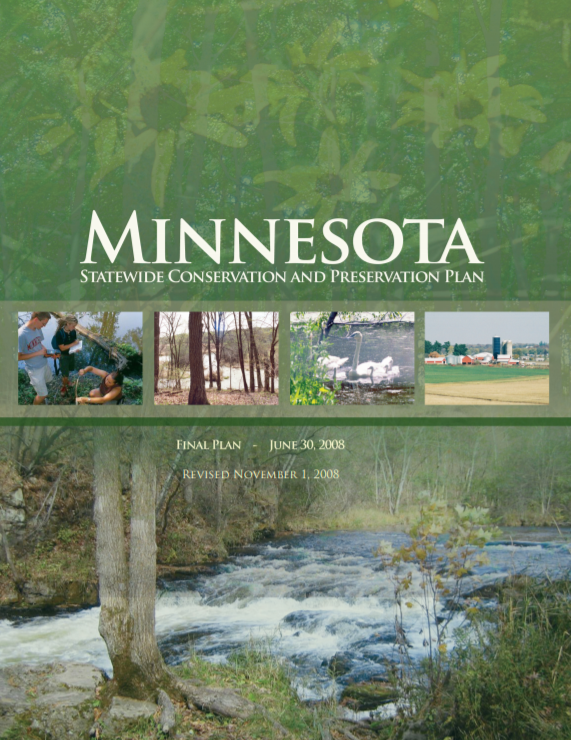 Minnesota
Statewide Conservation and Preservation Plan
Final Plan - June 30, 2008
Revised November 1, 2008